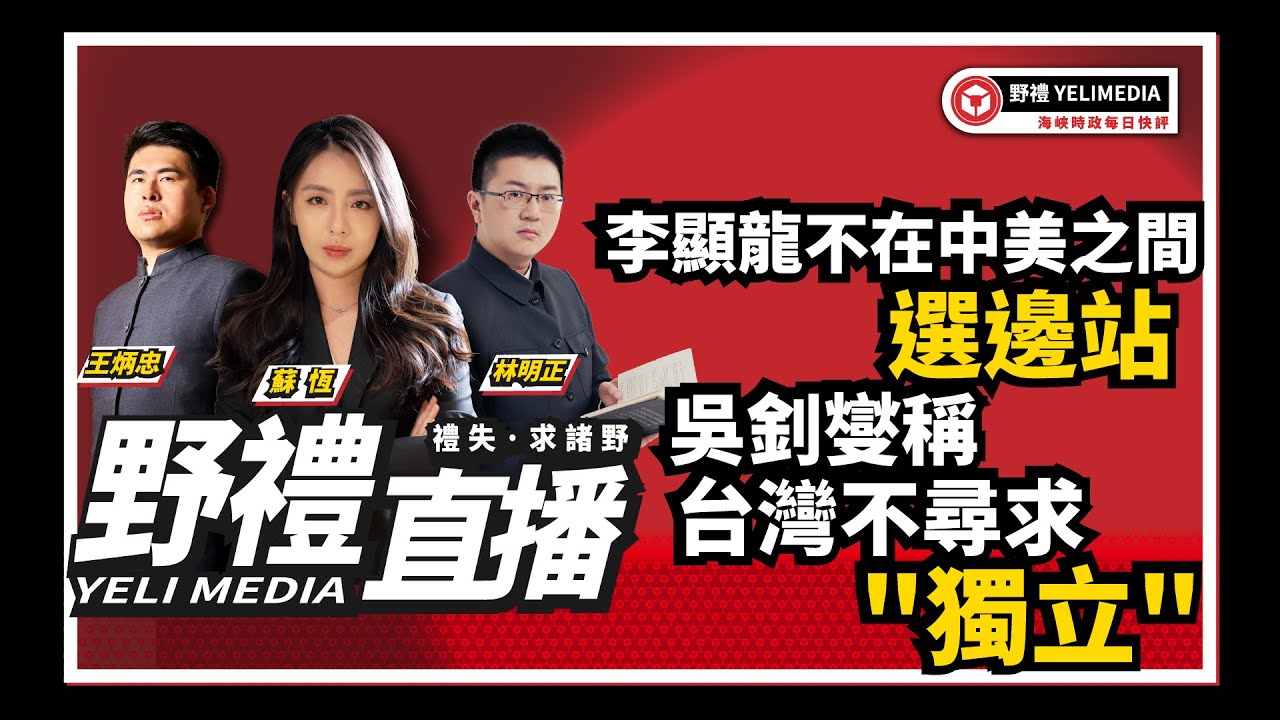 野禮 YELIMEDIA
海峽時政每日快評
李顯龍不在中美之間
選邊站
吳釗燮稱
台灣不尋求
"獨立"
王炳忠
蘇恆
林明正
禮失·求諸野
野禮直播
YELI MEDIA